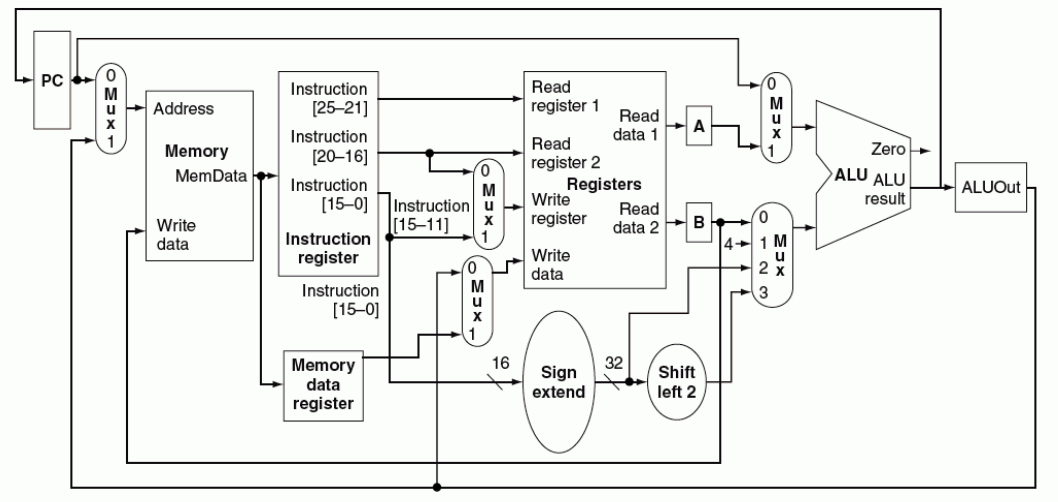 PC
0
M
u
x
1
Address
Memory
MemData
Write
data
Instruction
[25–21]
Instruction
[20–16]
Instruction
[15–0]
Instruction
register
Instruction
[15–11]
Instruction
[15–0]
Memory
data
register
0
M
u
x
1
0
M
u
x
1
Read
register 1
Read
register 2
Registers
Write
register
Write
data
Read
data 1
Read
data 2
16
Sign
extend
32
Shift
left 2
A
B
4
0
M
u
x
1
0
1 M
u
2 x
3
Zero
ALU
ALU
result
ALUOut